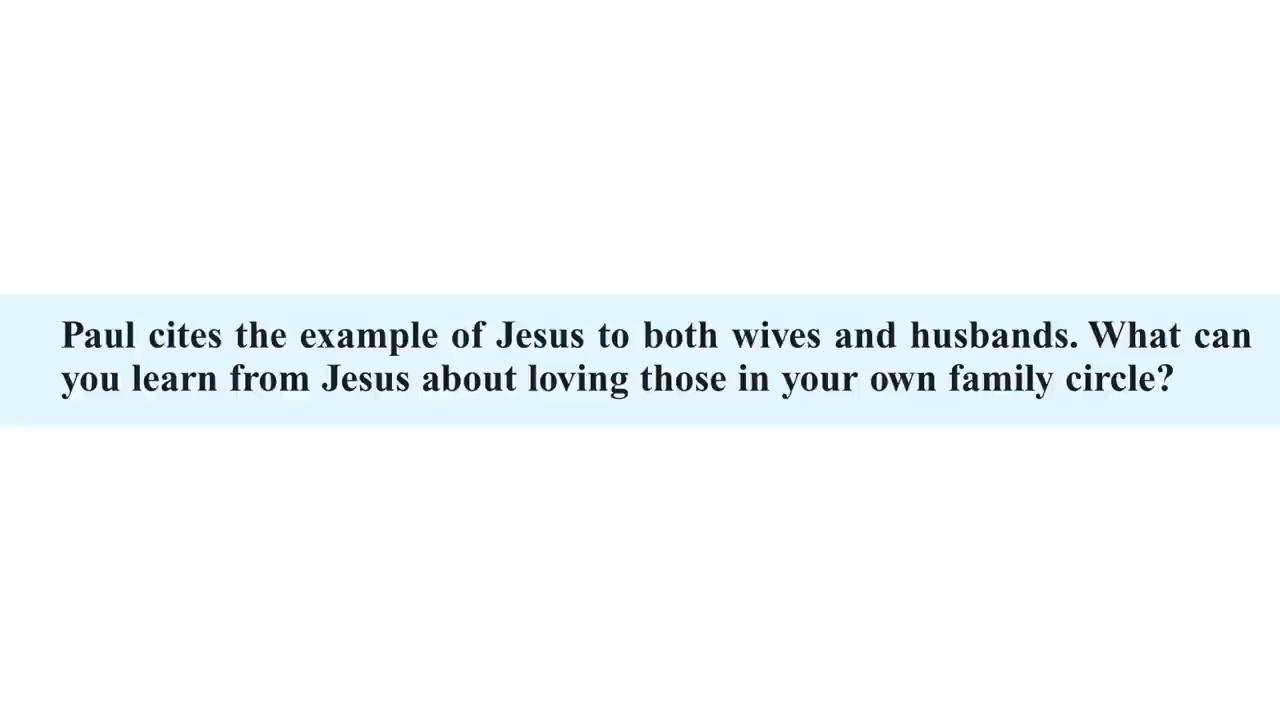 Paul cites the example of Jesus to both wives and husbands. What can
you learn from Jesus about loving those in your own family circle?